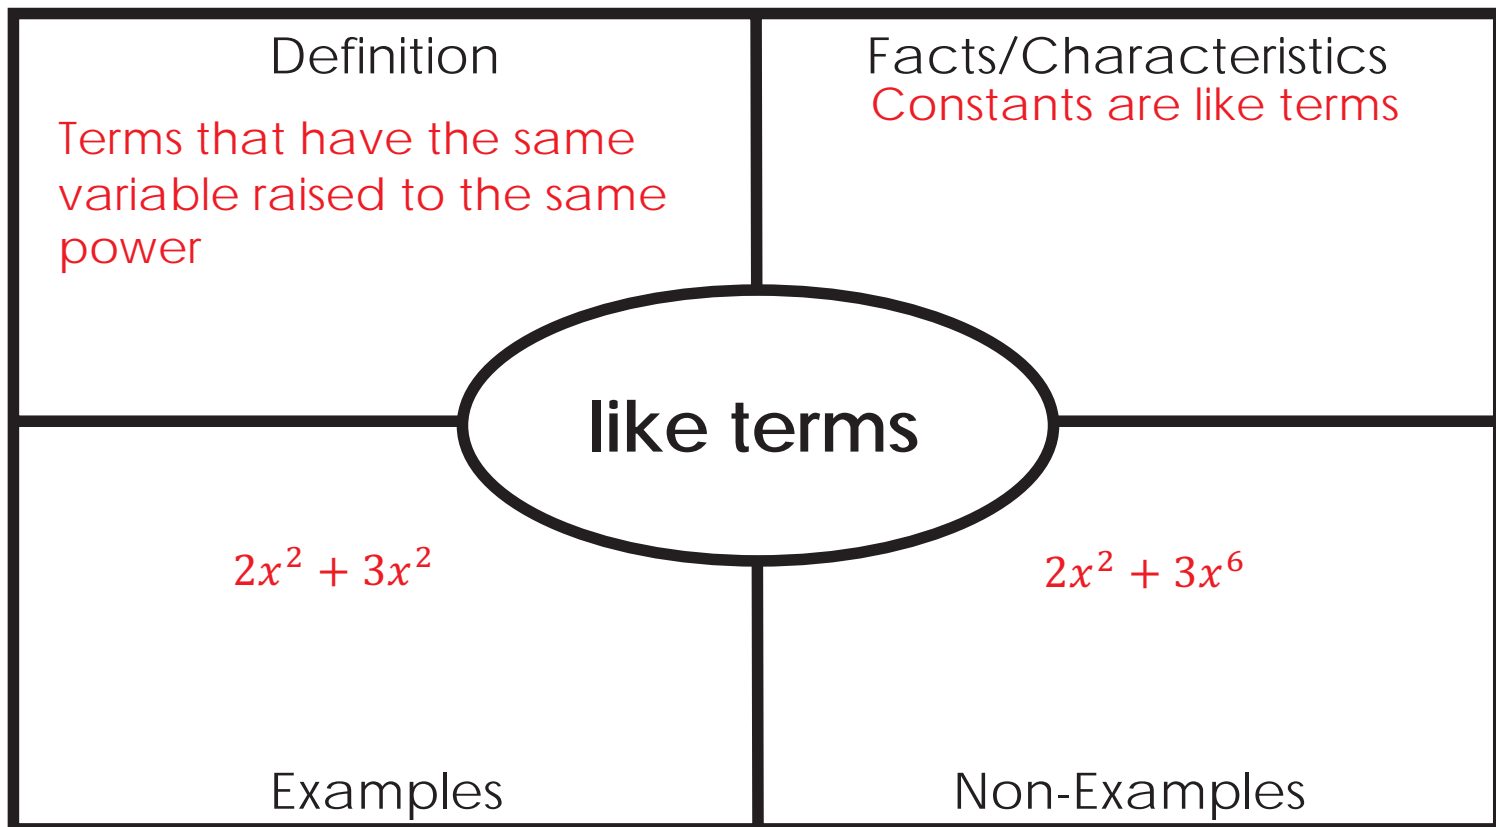 Definition
Terms that have the same
variable raised to the same
power
Facts/Characteristics
Constants are like terms
like terms
2x² + 3x²
Examples
2x² + 3x⁶
Non-Examples